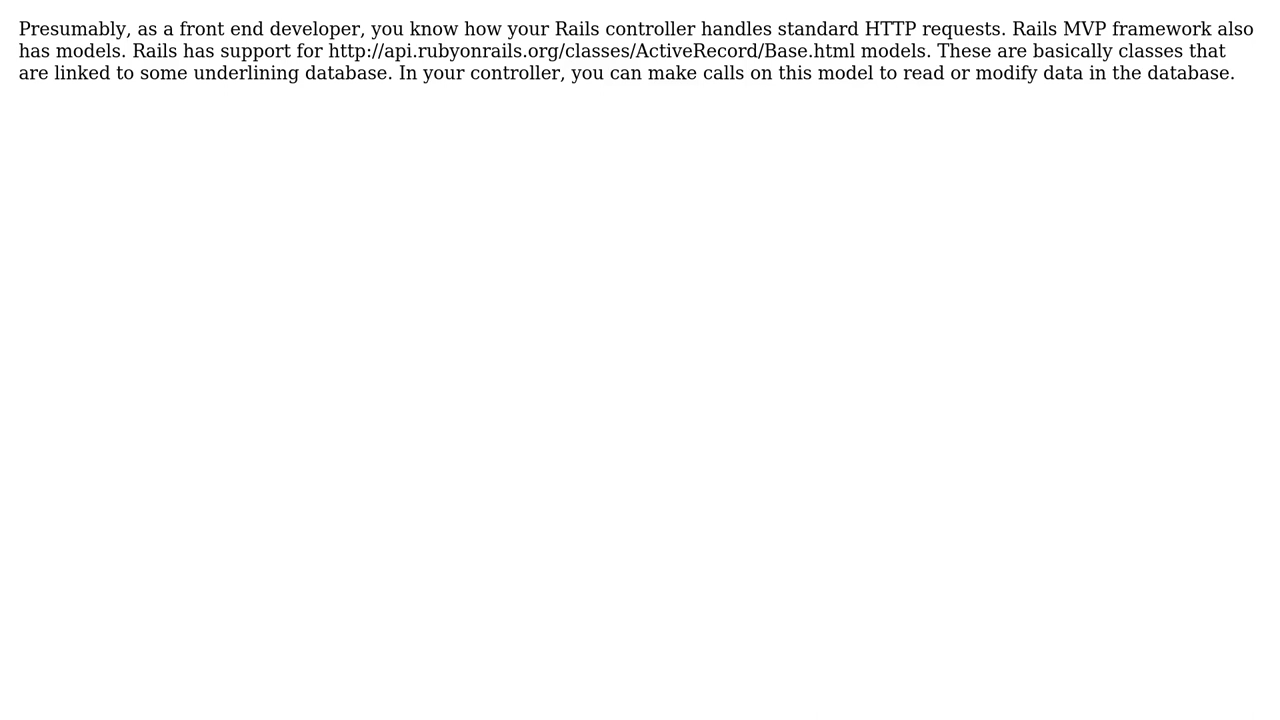 Presumably, as a front end developer, you know how your Rails controller handles standard HTTP requests. Rails MVP framework also
has models. Rails has support for http://api.rubyonrails.org/classes/ActiveRecord/Base.html models. These are basically classes that
are linked to some underlining database. In your controller, you can make calls on this model to read or modify data in the database.